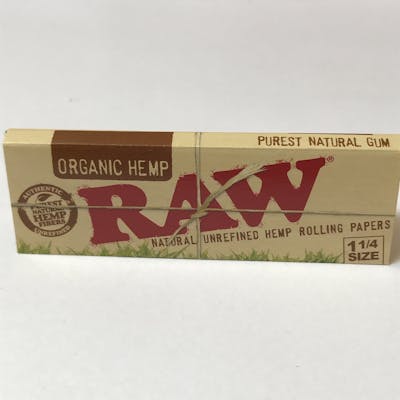 PUREST NATURAL GUM
ORGANIC HEMP
RAW®
AUTHENTIC
PUREST
NATURAL
HEMP
FIBERS
UNREFINED
NATURAL UNREFINED HEMP ROLLING PAPERS
1 1/4
SIZE